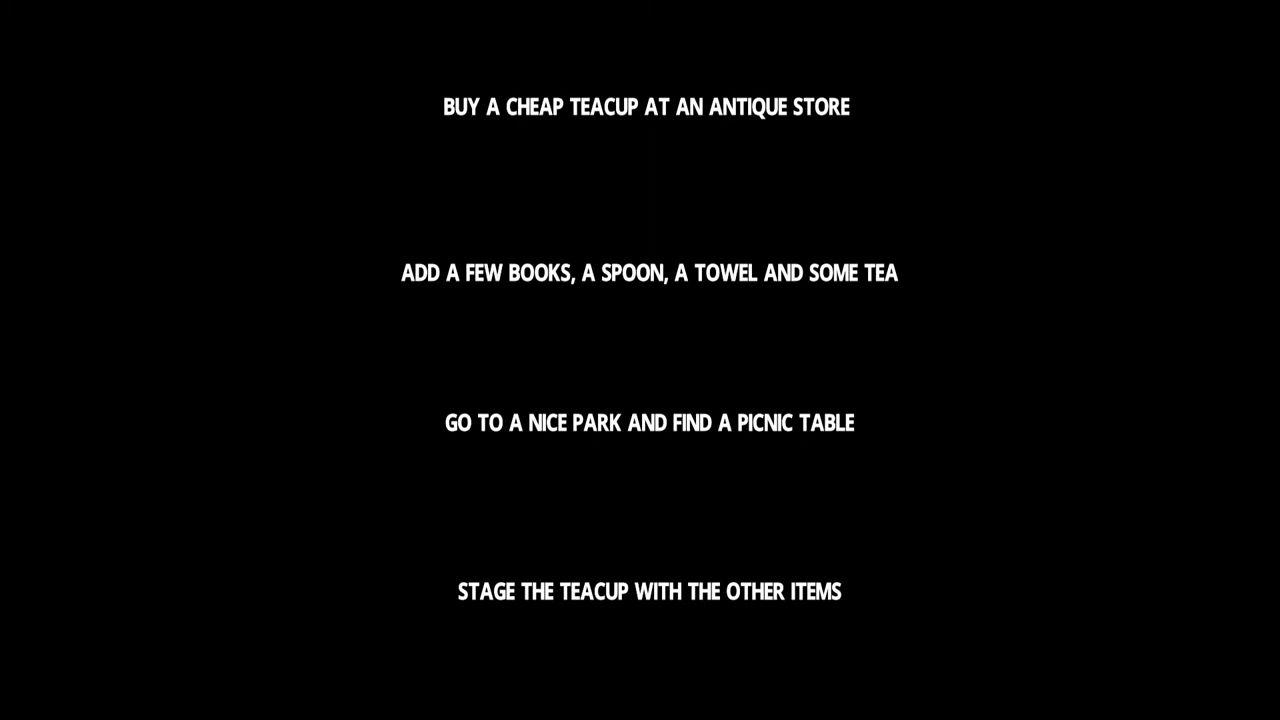 BUY A CHEAP TEACUP AT AN ANTIQUE STORE
ADD A FEW BOOKS, A SPOON, A TOWEL AND SOME TEA
GO TO A NICE PARK AND FIND A PICNIC TABLE
STAGE THE TEACUP WITH THE OTHER ITEMS